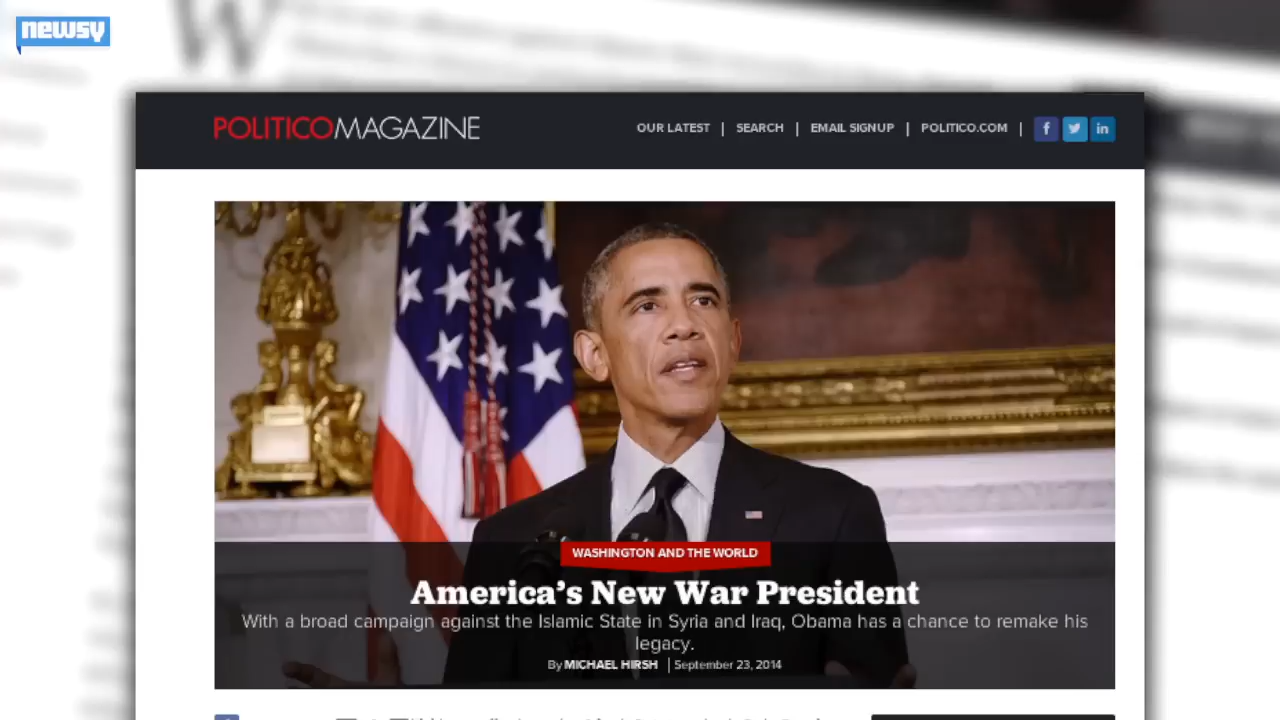 newsy
POLITICOMAGAZINE
OUR LATEST | SEARCH | EMAIL SIGNUP | POLITICO.COM |
f
in
WASHINGTON AND THE WORLD
America's New War President
With a broad campaign against the Islamic State in Syria and Iraq, Obama has a chance to remake his
legacy.
By MICHAEL HIRSH | September 23, 2014